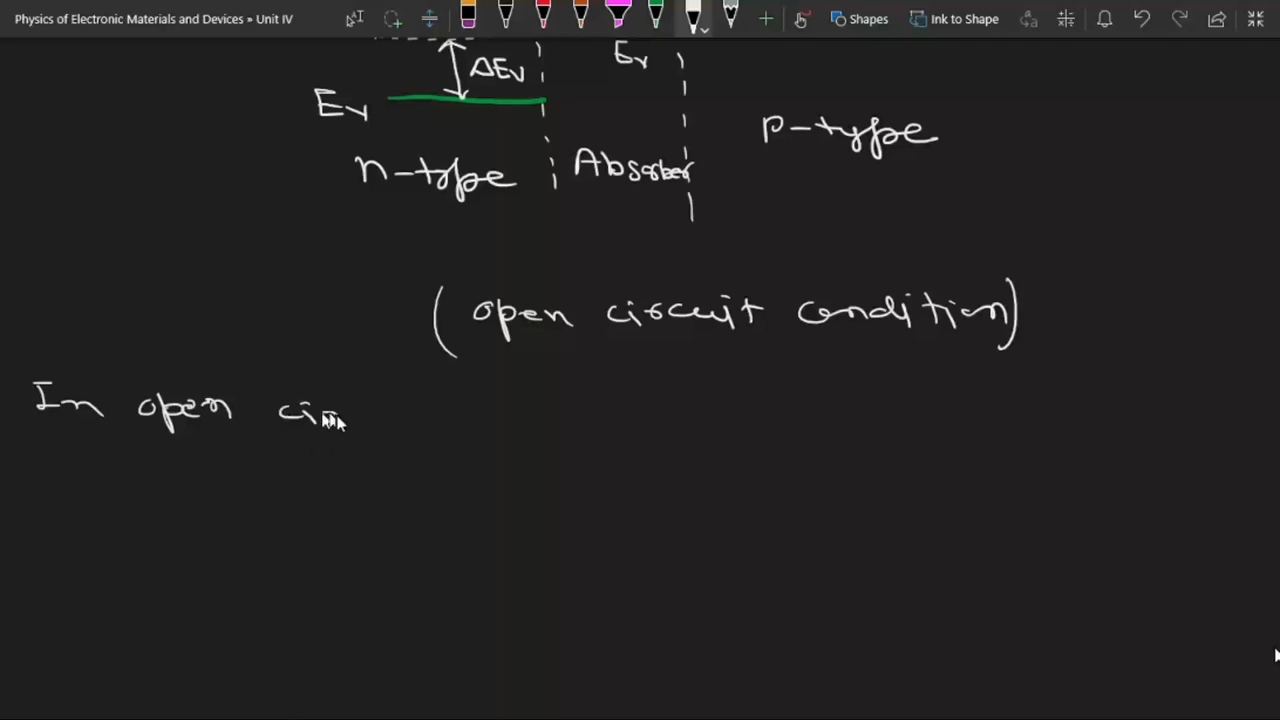 Physics of Electronic Materials and Devices » Unit IV
Shapes
Ink to Shape
ΔEv
Ev
Ev
n-type
Absorber
p-type
(open circuit condition)
In open cir